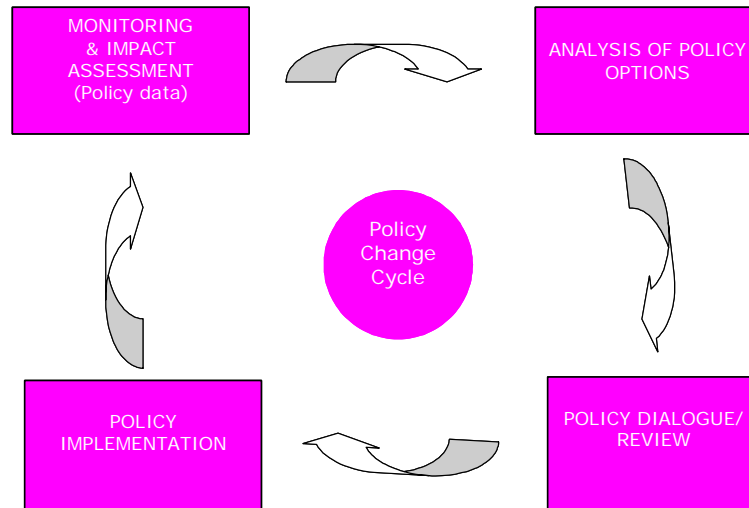 MONITORING
& IMPACT
ASSESSMENT
(Policy data)
ANALYSIS OF POLICY
OPTIONS
Policy
Change
Cycle
POLICY
IMPLEMENTATION
POLICY DIALOGUE/
REVIEW